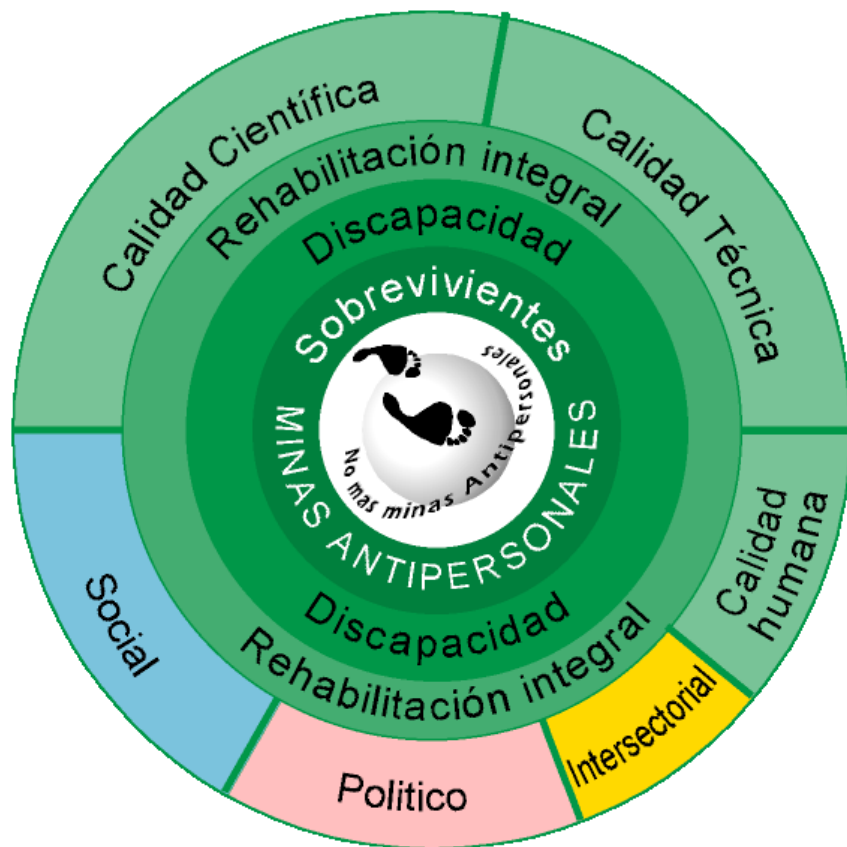 Calidad Científica
Calidad Técnica
Rehabilitación integral
Discapacidad
Sobrevivientes
No mas minas Antipersonales
MINAS ANTIPERSONALES
Discapacidad
Rehabilitación integral
Calidad
humana
Social
Intersectorial
Politico